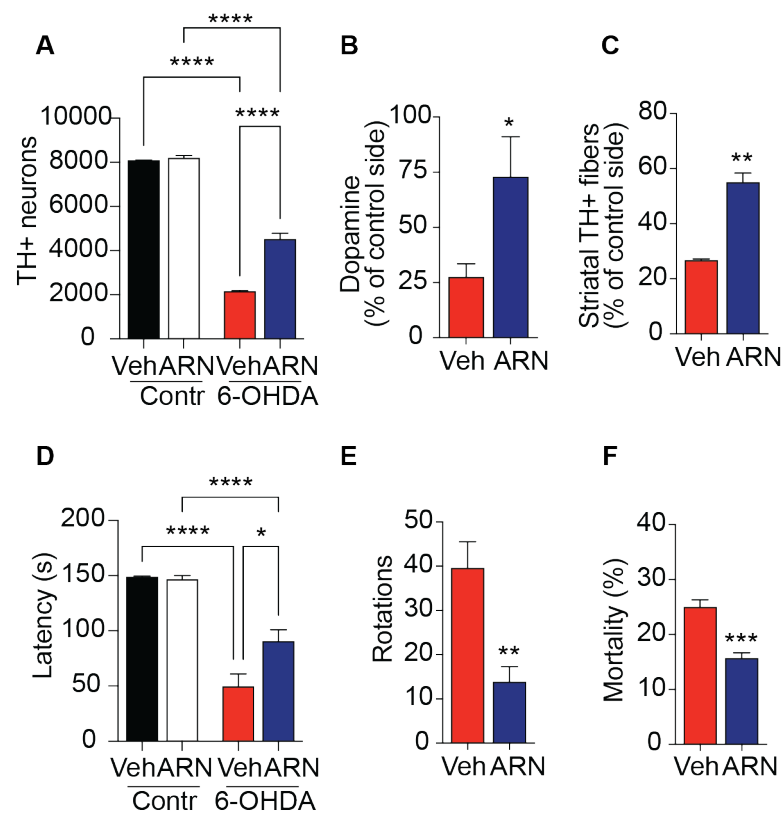 A
****
****
****
TH+ neurons
10000
8000
6000
4000
2000
0
Veh ARN Veh ARN
Contr 6-OHDA
B
*
Dopamine
(% of control side)
100
75
50
25
0
Veh ARN
C
**
Striatal TH+ fibers
(% of control side)
80
60
40
20
0
Veh ARN
D
****
****
*
Latency (s)
200
150
100
50
0
Veh ARN Veh ARN
Contr 6-OHDA
E
**
Rotations
50
40
30
20
10
0
Veh ARN
F
***
Mortality (%)
40
30
20
10
0
Veh ARN